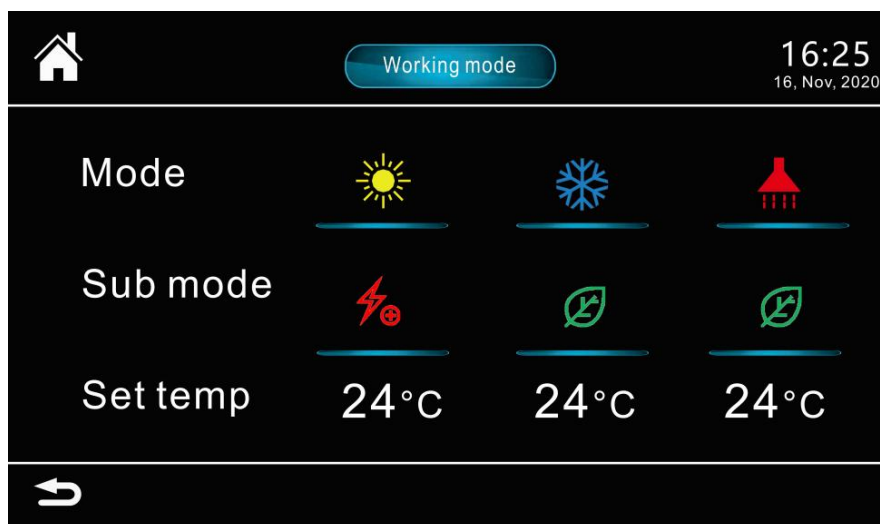 Working mode
16:25
16, Nov, 2020
Mode
Sub mode
Set temp 24°C 24°C 24°C